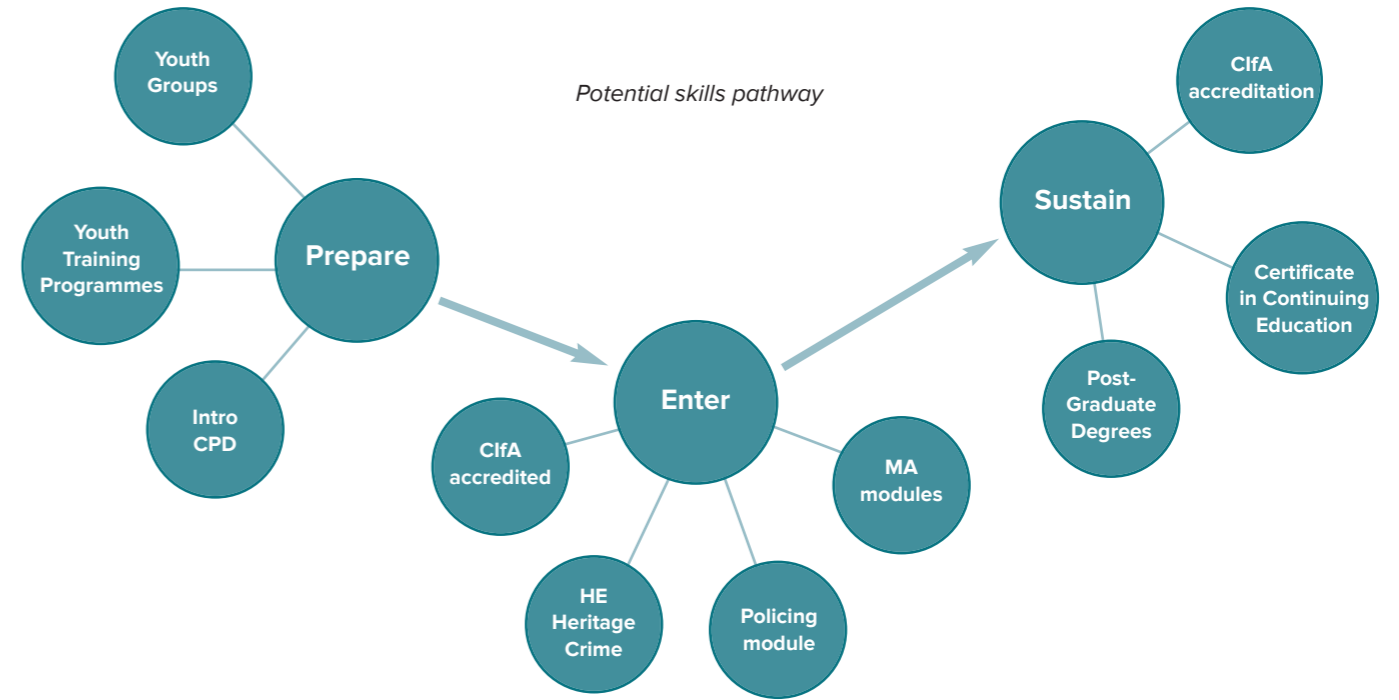 Potential skills pathway
Youth
Groups
Youth
Training
Programmes
Intro
CPD
Prepare
Enter
CIfA
accredited
HE
Heritage
Crime
Policing
module
MA
modules
Sustain
CIfA
accreditation
Certificate
in Continuing
Education
Post-
Graduate
Degrees